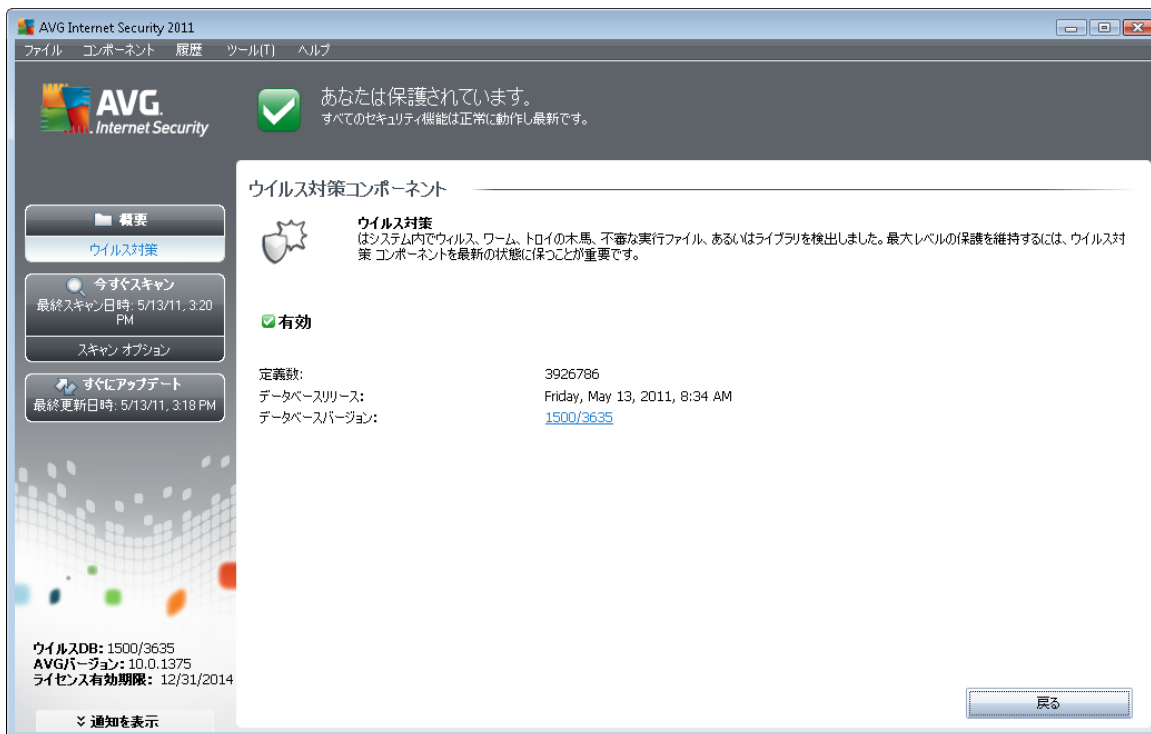 AVG Internet Security 2011
ファイル コンポーネント 履歴 ツール(T) ヘルプ
AVG.
Internet Security
あなたは保護されています。
すべてのセキュリティ機能は正常に動作し最新です。
概要
ウイルス対策
今すぐスキャン
最終スキャン日時: 5/13/11, 3:20
PM
スキャン オプション
すぐにアップデート
最終更新日時: 5/13/11, 3:18 PM
ウイルスDB: 1500/3635
AVGバージョン: 10.0.1375
ライセンス有効期限: 12/31/2014
通知を表示
ウイルス対策コンポーネント
ウイルス対策
はシステム内でウィルス、ワーム、トロイの木馬、不審な実行ファイル、あるいはライブラリを検出しました。最大レベルの保護を維持するには、ウイルス対
策 コンポーネントを最新の状態に保つことが重要です。
有効
定義数: 3926786
データベースリリース: Friday, May 13, 2011, 8:34 AM
データベースバージョン: 1500/3635
戻る